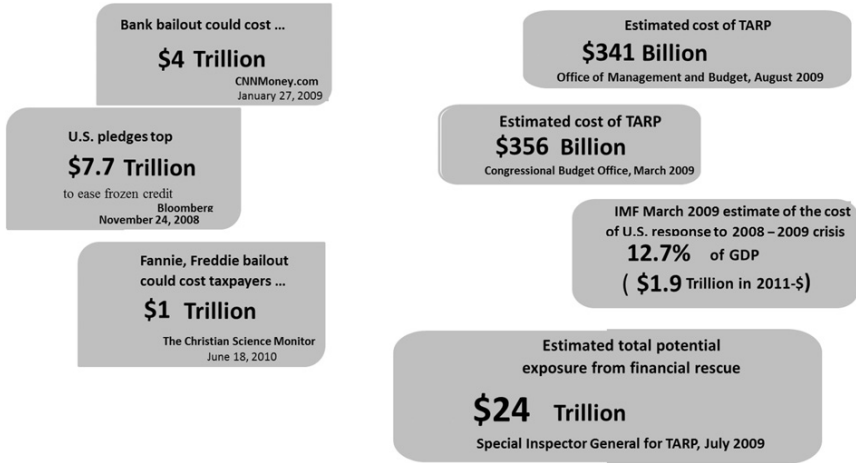 Bank bailout could cost ...
$4 Trillion
CNNMoney.com
January 27, 2009
U.S. pledges top
$7.7 Trillion
to ease frozen credit
Bloomberg
November 24, 2008
Fannie, Freddie bailout
could cost taxpayers ...
$1 Trillion
The Christian Science Monitor
June 18, 2010
Estimated cost of TARP
$341 Billion
Office of Management and Budget, August 2009
Estimated cost of TARP
$356 Billion
Congressional Budget Office, March 2009
IMF March 2009 estimate of the cost
of U.S. response to 2008 – 2009 crisis
12.7% of GDP
( $1.9 Trillion in 2011-$)
Estimated total potential
exposure from financial rescue
$24 Trillion
Special Inspector General for TARP, July 2009